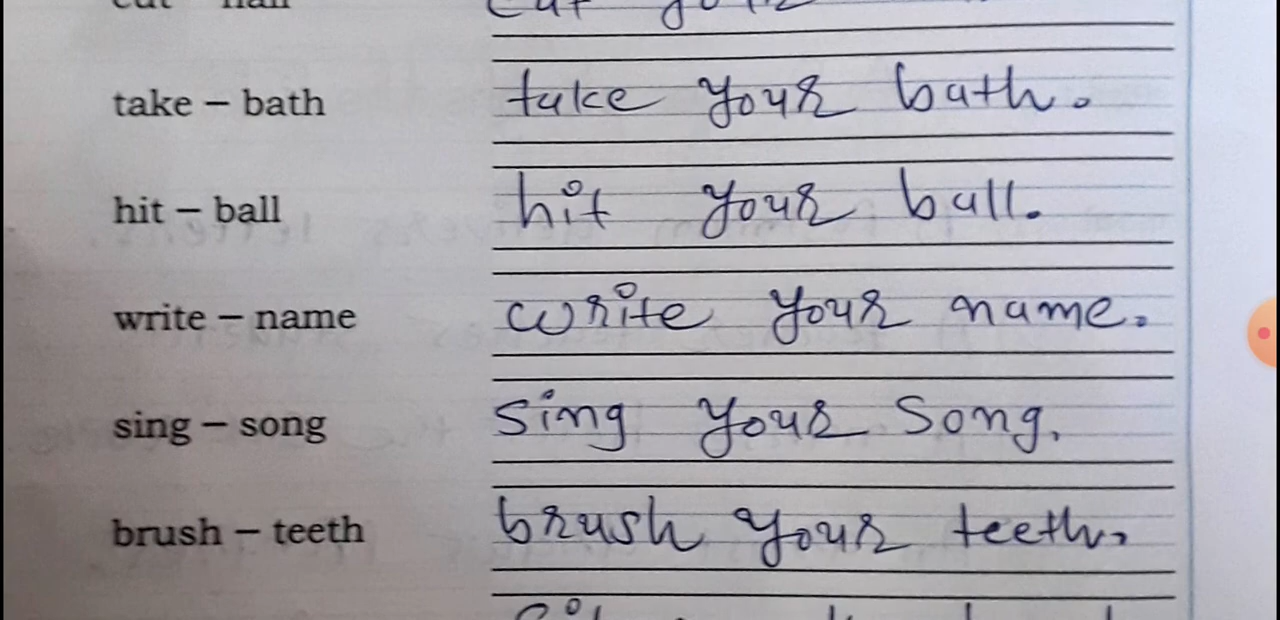 take – bath take your bath.
hit – ball hit your ball.
write – name write your name.
sing – song sing your song.
brush – teeth brush your teeth.